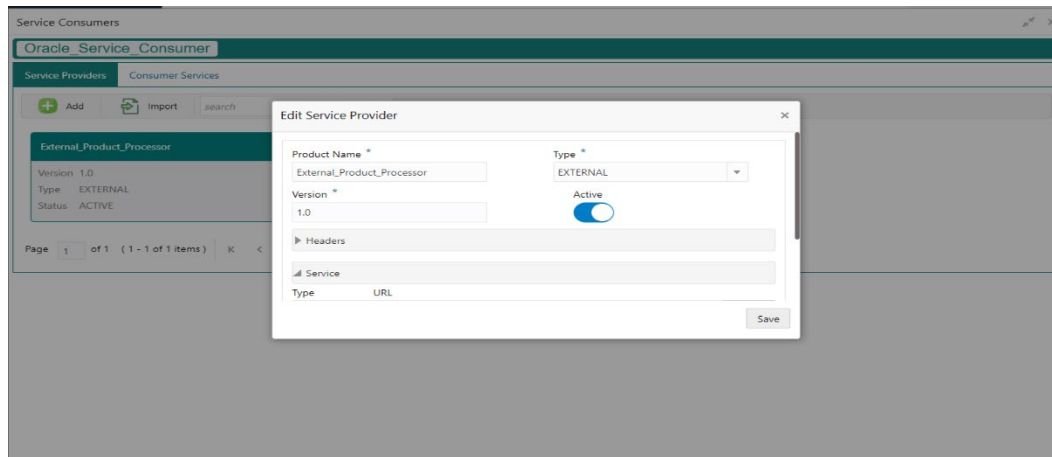 Service Consumers
Oracle_Service_Consumer
Service Providers Consumer Services
Add Import search
External_Product_Processor
Version 1.0
Type EXTERNAL
Status ACTIVE
Page 1 of 1 ( 1 - 1 of 1 items )
Edit Service Provider
Product Name * Type *
External_Product_Processor EXTERNAL
Version * Active
1.0
Headers
Service
Type URL
Save